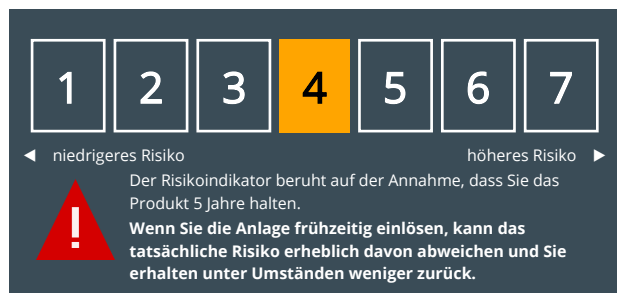 1 2 3 4 5 6 7
◀ niedrigeres Risiko höheres Risiko ▶
Der Risikoindikator beruht auf der Annahme, dass Sie das
Produkt 5 Jahre halten.
!
Wenn Sie die Anlage frühzeitig einlösen, kann das
tatsächliche Risiko erheblich davon abweichen und Sie
erhalten unter Umständen weniger zurück.